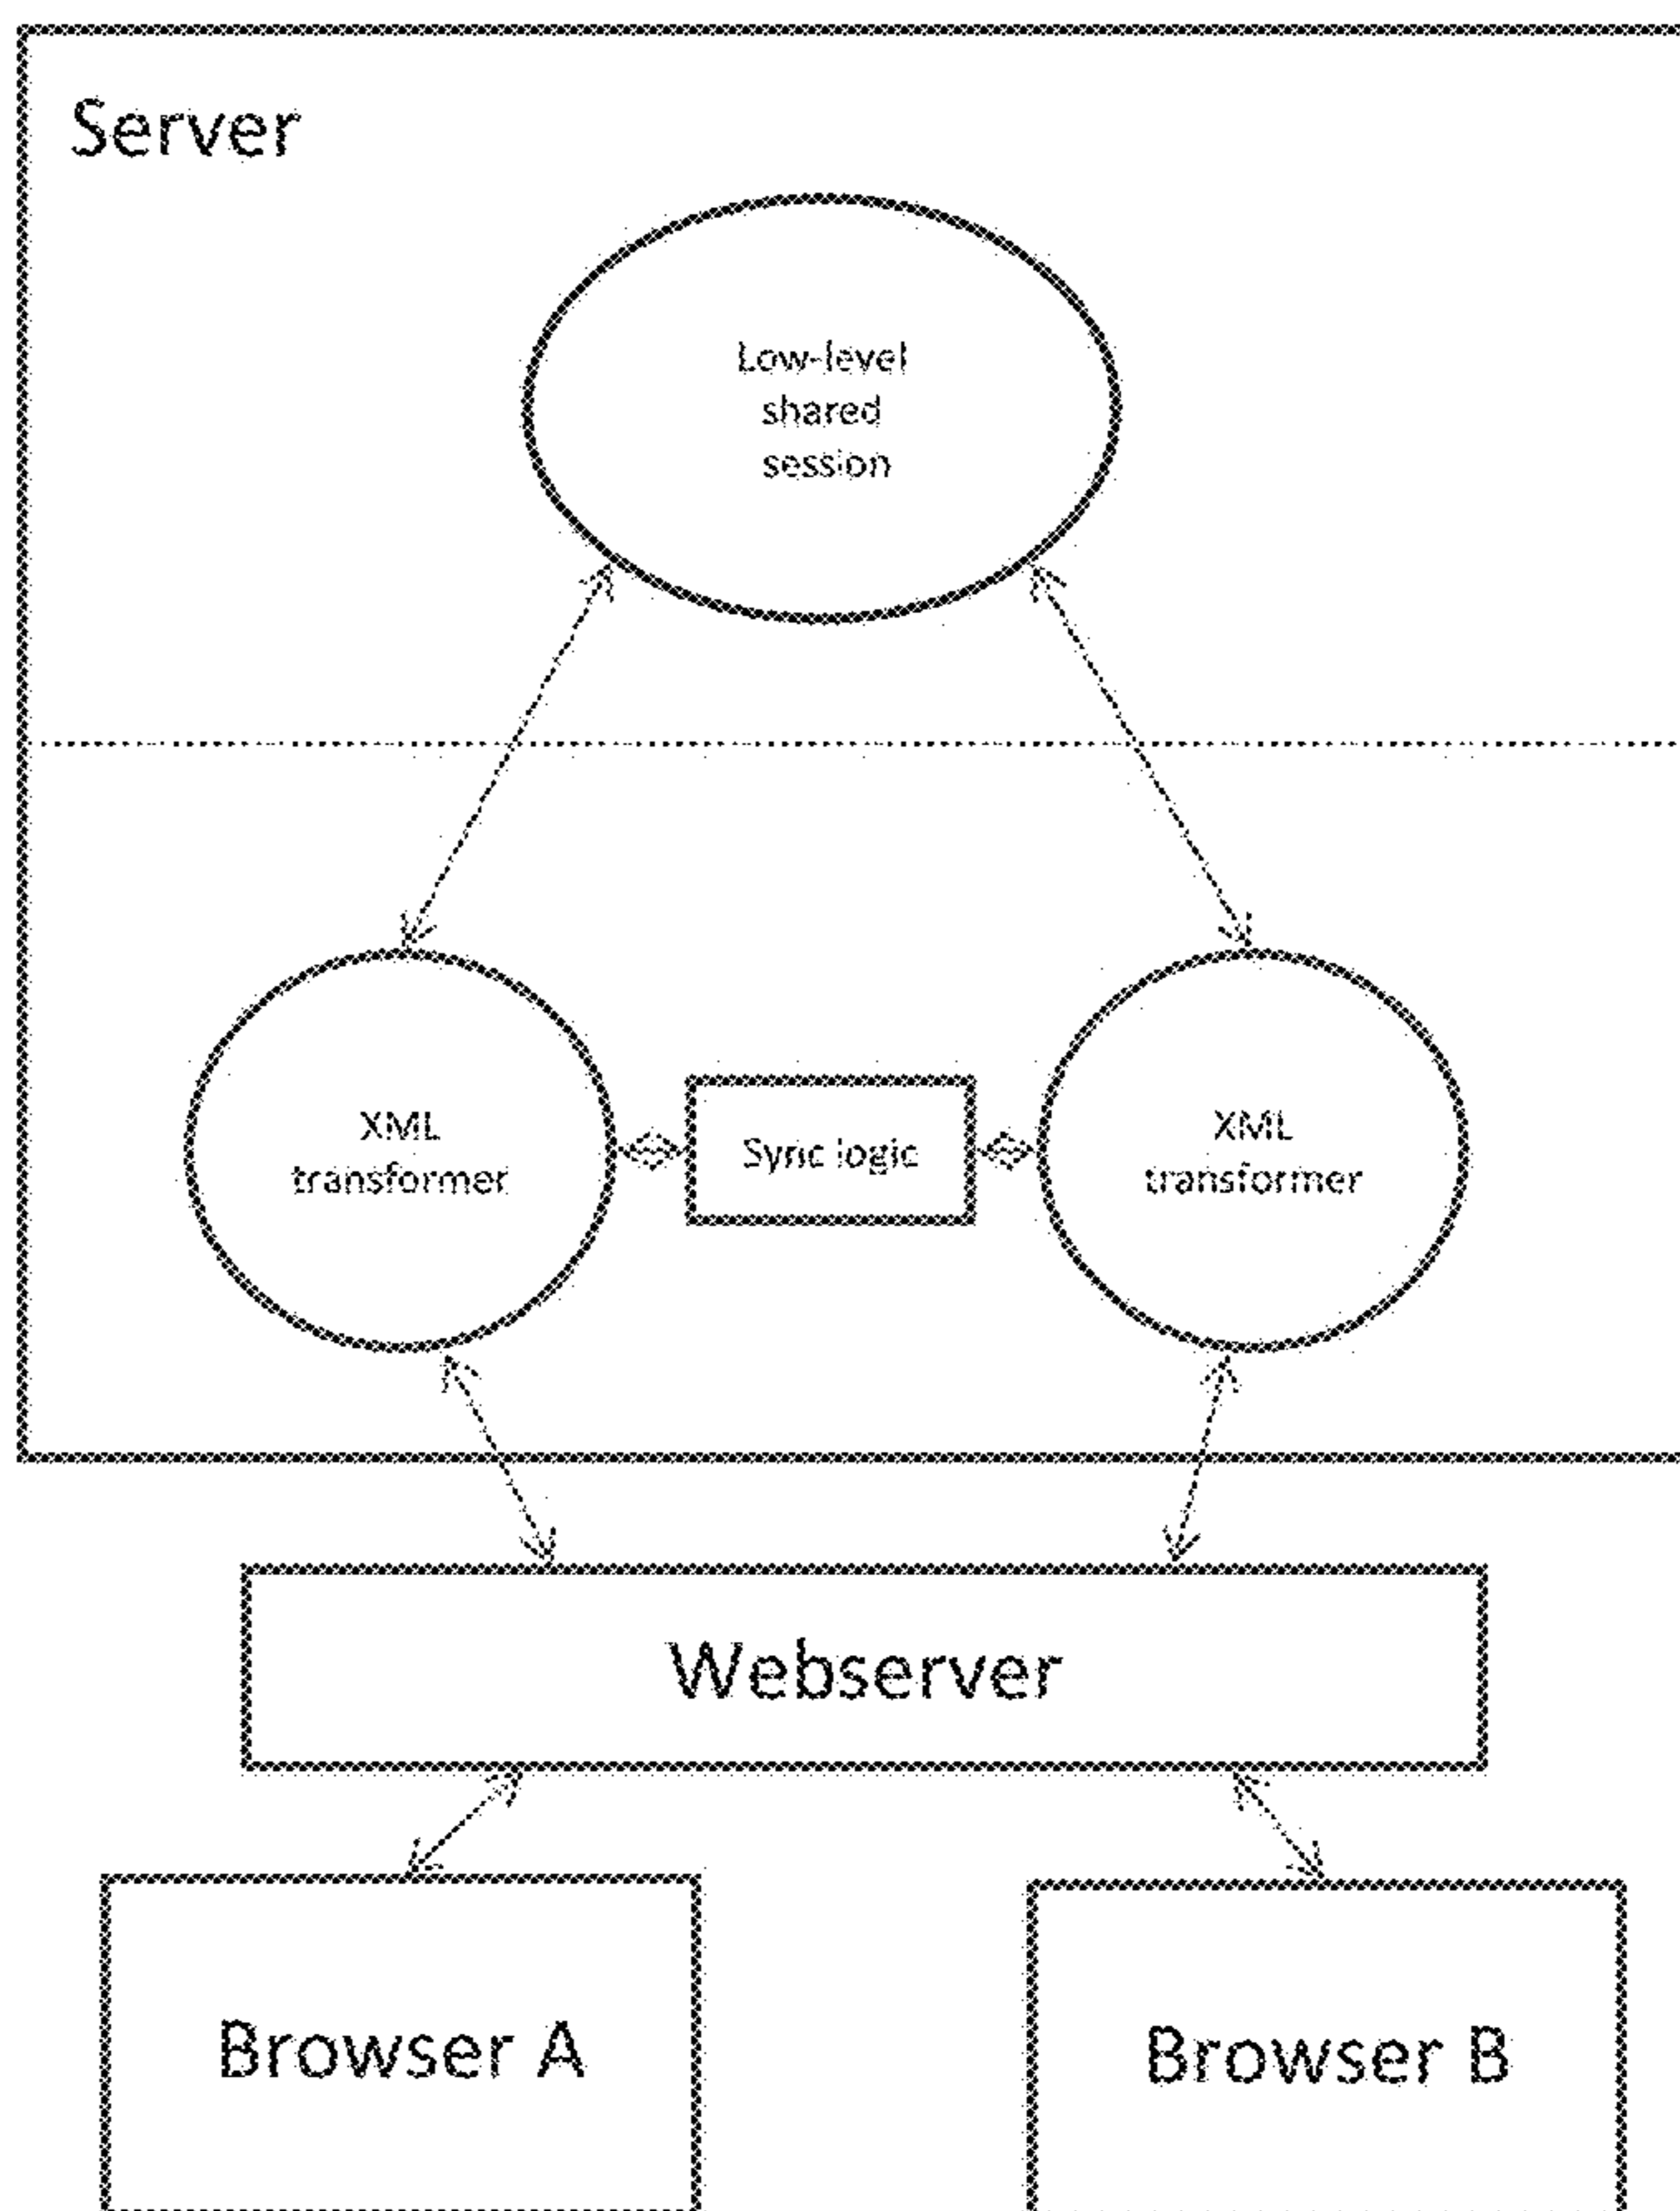 Server
Low-level
shared
session
XML
transformer
Sync logic
XML
transformer
Webserver
Browser A
Browser B